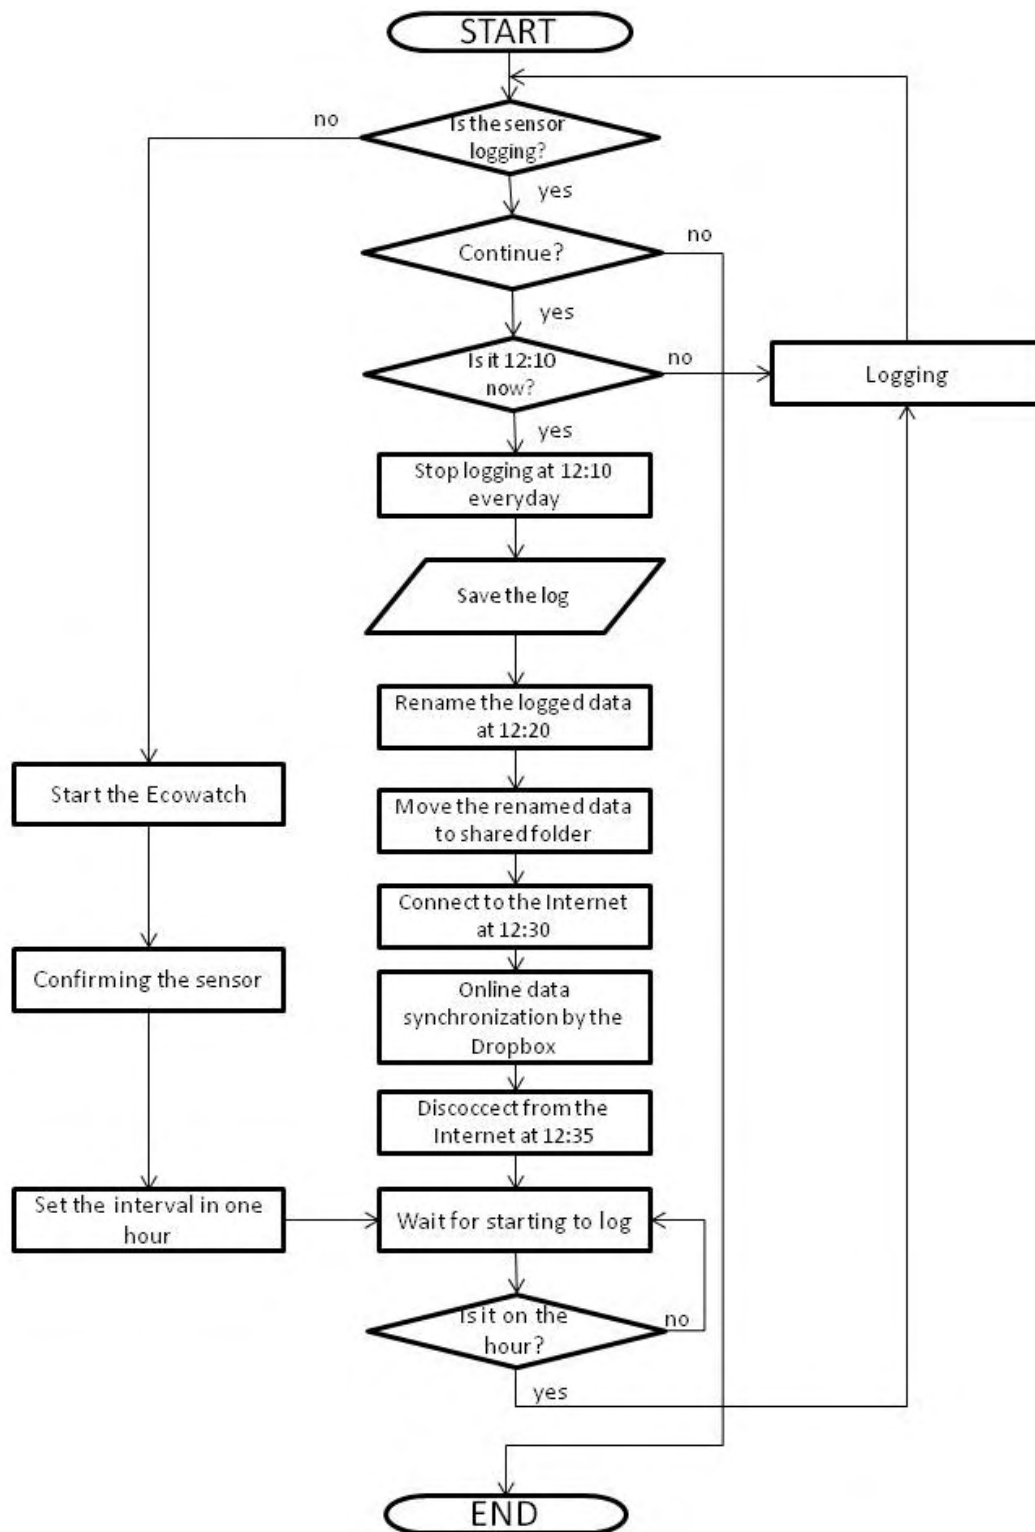 START
no
Is the sensor
logging?
yes
Continue?
no
yes
Is it 12:10
now?
no
Logging
yes
Stop logging at 12:10
everyday
Save the log
Rename the logged data
at 12:20
Start the Ecowatch
Move the renamed data
to shared folder
Connect to the Internet
at 12:30
Confirming the sensor
Online data
synchronization by the
Dropbox
Discoccect from the
Internet at 12:35
Set the interval in one
hour
Wait for starting to log
Is it on the
hour?
no
yes
END